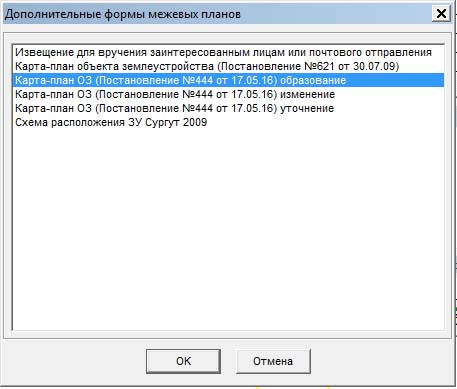 Дополнительные формы межевых планов
Извещение для вручения заинтересованным лицам или почтового отправления
Карта-план объекта землеустройства (Постановление №621 от 30.07.09)
Карта-план ОЗ (Постановление №444 от 17.05.16) образование
Карта-план ОЗ (Постановление №444 от 17.05.16) изменение
Карта-план ОЗ (Постановление №444 от 17.05.16) уточнение
Схема расположения ЗУ Сургут 2009
OK
Отмена